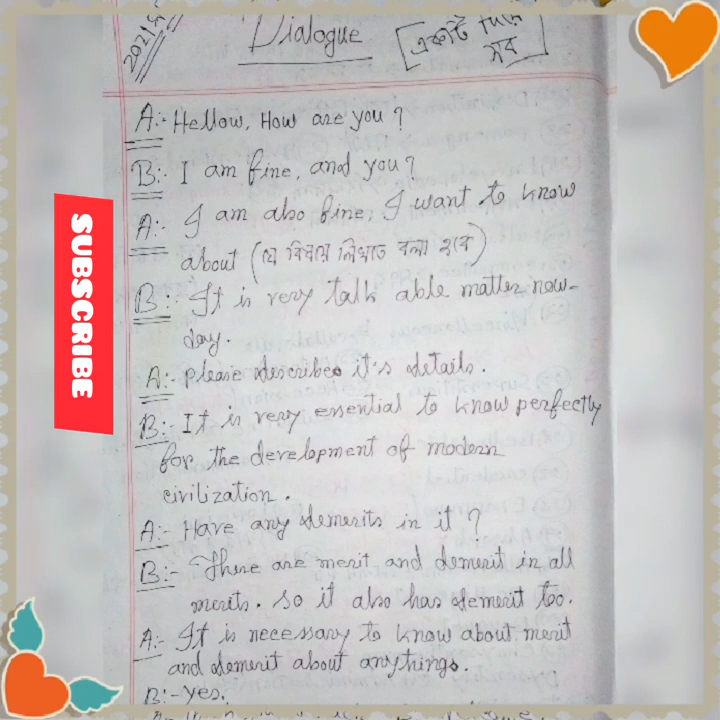 2021
Dialogue
[একটি দিয়ে
সব]
A:- Hellow, How are you?
B:- I am fine, and you?
A:- I am also fine, I want to know
about (যে বিষয়ে লিখতে বলা হবে)
B:- It is very talk able matter now-
day.
A:- please describe it's details.
B:- It is very essential to know perfectly
for the development of modern
civilization.
A:- Have any demerits in it?
B:- There are merit and demerit in all
merits. so it also has demerit too.
A:- It is necessary to know about merit
and demerit about anythings.
B:- yes.
SUBSCRIBE